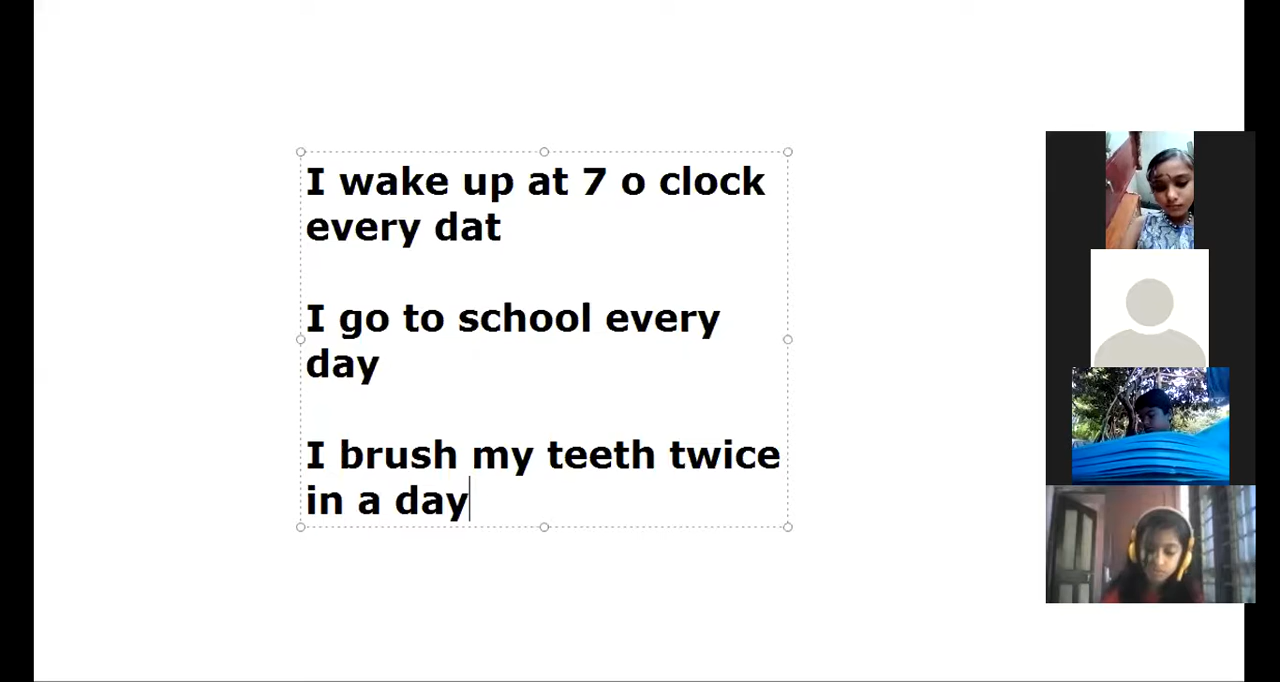 I wake up at 7 o clock
every dat
I go to school every
day
I brush my teeth twice
in a day